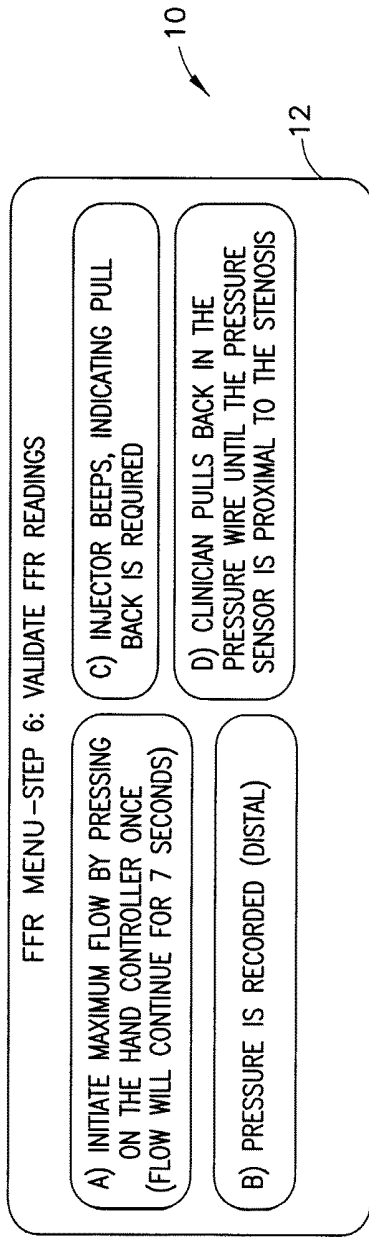 FFR MENU-STEP 6: VALIDATE FFR READINGS
A) INITIATE MAXIMUM FLOW BY PRESSING
ON THE HAND CONTROLLER ONCE
(FLOW WILL CONTINUE FOR 7 SECONDS)
B) PRESSURE IS RECORDED (DISTAL)
C) INJECTOR BEEPS, INDICATING PULL
BACK IS REQUIRED
D) CLINICIAN PULLS BACK IN THE
PRESSURE WIRE UNTIL THE PRESSURE
SENSOR IS PROXIMAL TO THE STENOSIS
10
12